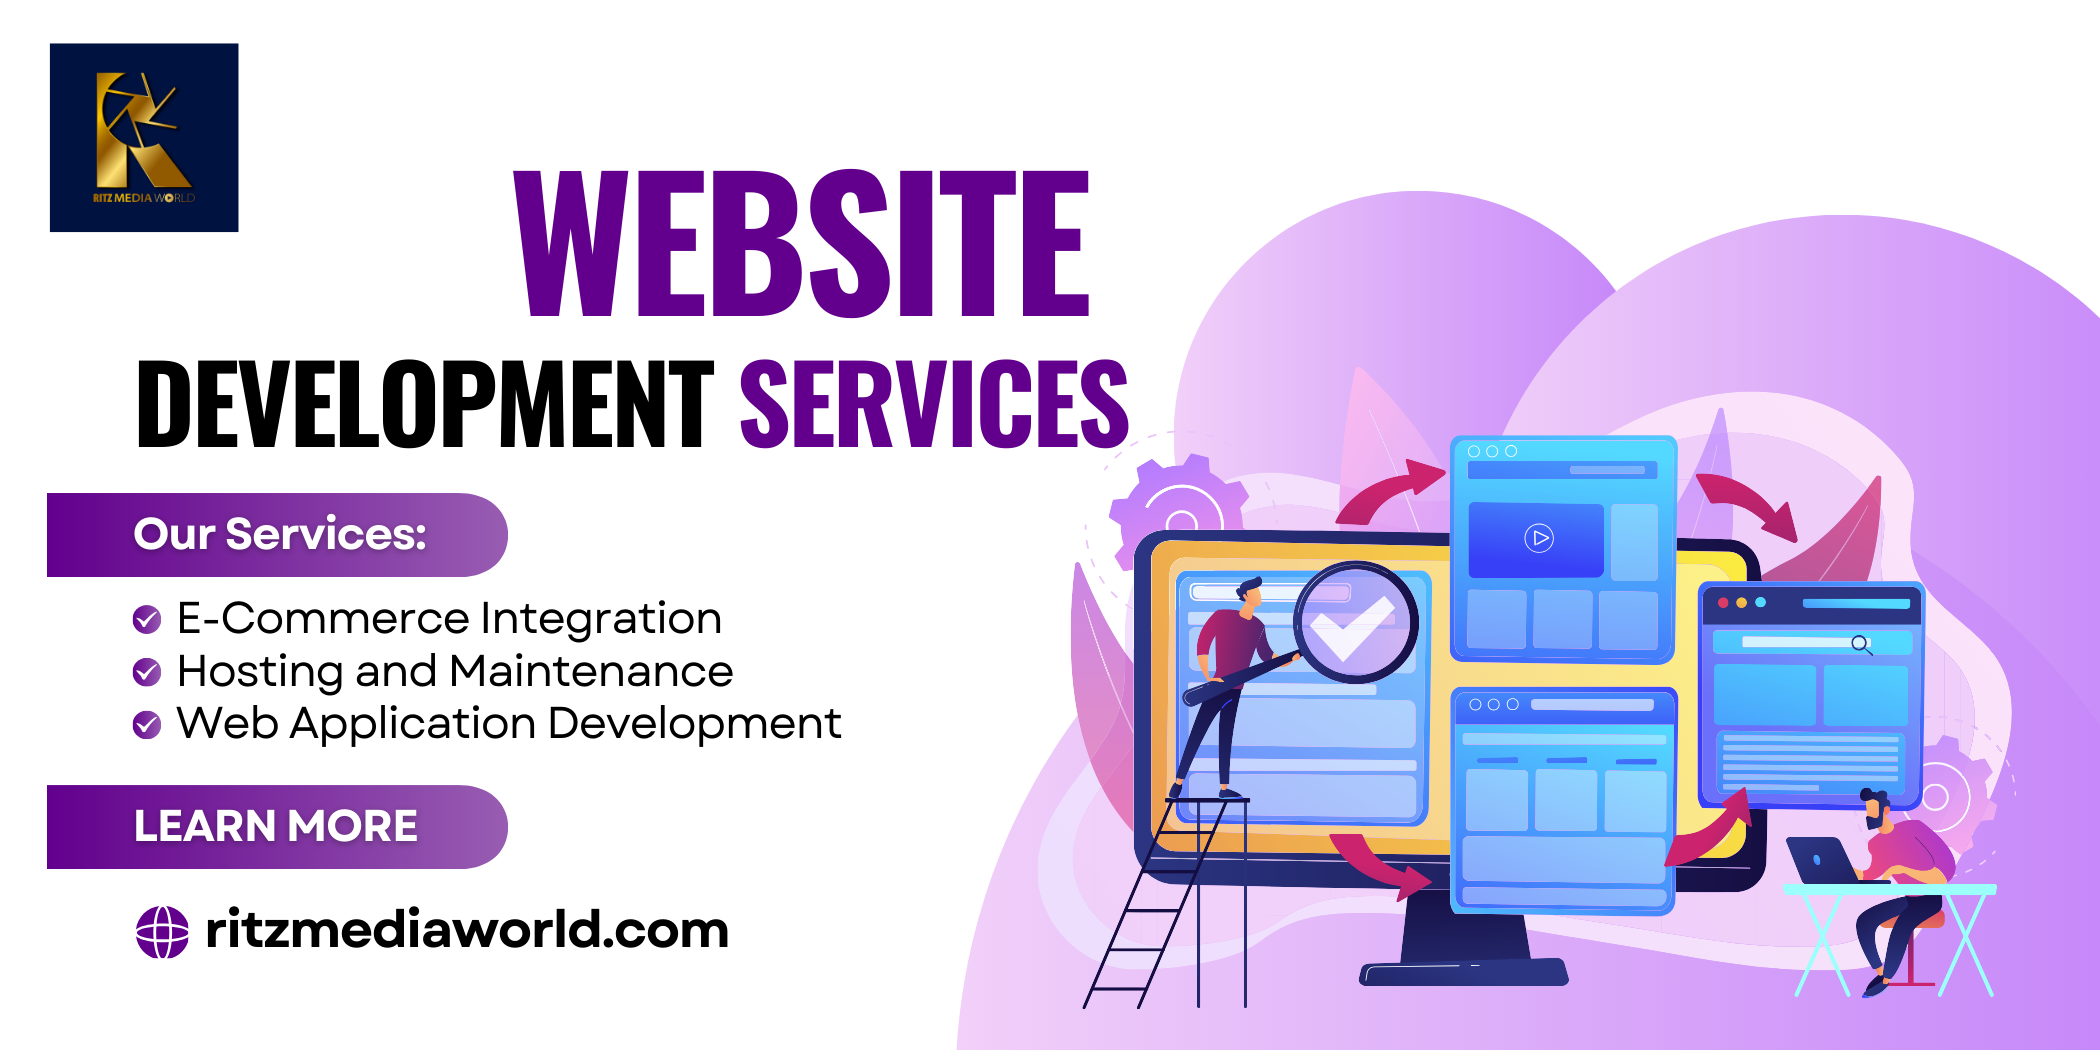 RITZ MEDIA WORLD
WEBSITE
DEVELOPMENT SERVICES
Our Services:
E-Commerce Integration
Hosting and Maintenance
Web Application Development
LEARN MORE
ritzmediaworld.com